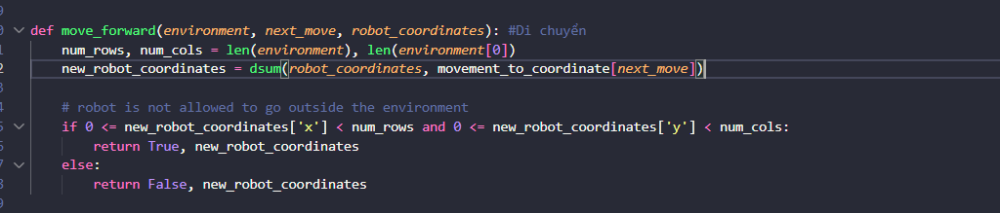 def move_forward(environment, next_move, robot_coordinates): #Di chuyển
num_rows, num_cols = len(environment), len(environment[0])
new_robot_coordinates = dsum(robot_coordinates, movement_to_coordinate[next_move])
# robot is not allowed to go outside the environment
if 0 <= new_robot_coordinates['x'] < num_rows and 0 <= new_robot_coordinates['y'] < num_cols:
return True, new_robot_coordinates
else:
return False, new_robot_coordinates